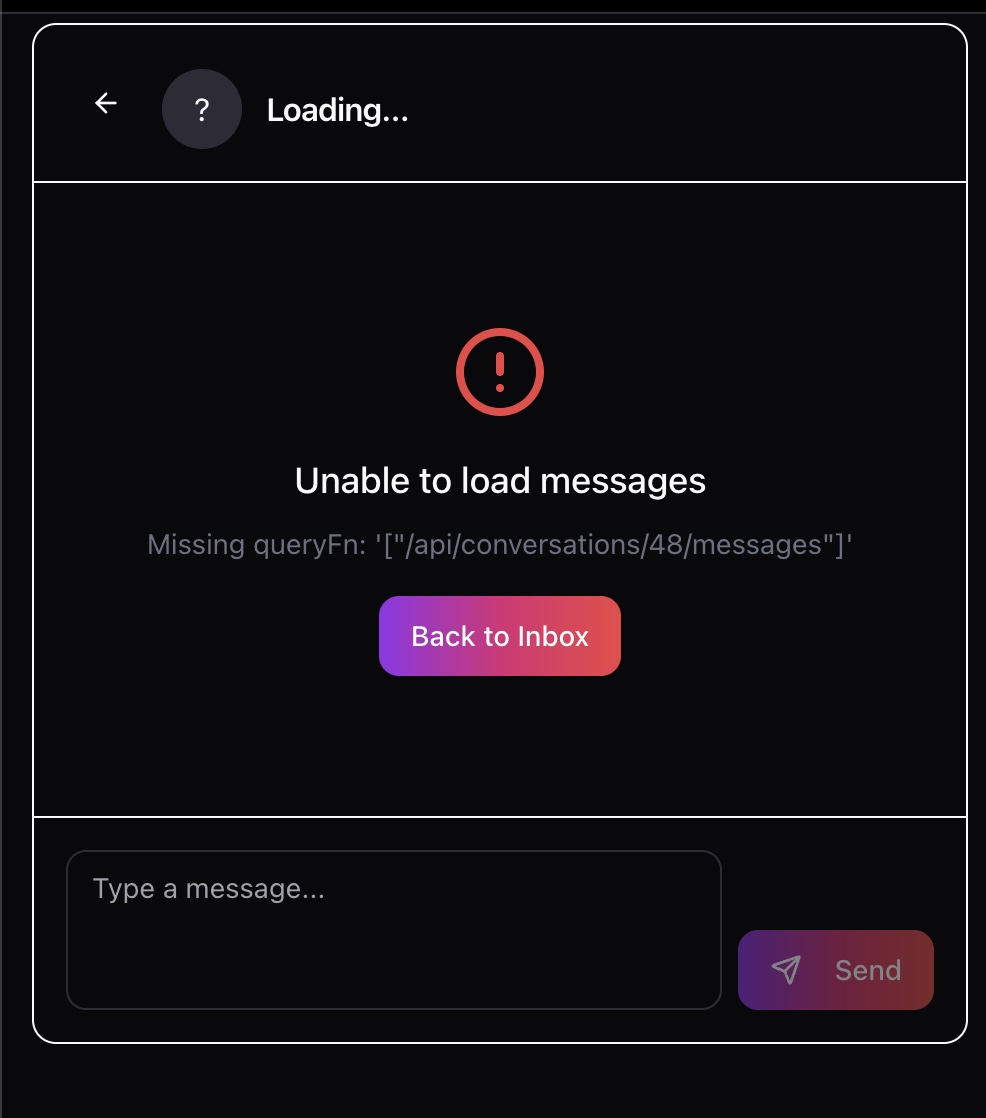 ?
Loading...
Unable to load messages
Missing queryFn: '["/api/conversations/48/messages"]'
Back to Inbox
Type a message...
Send